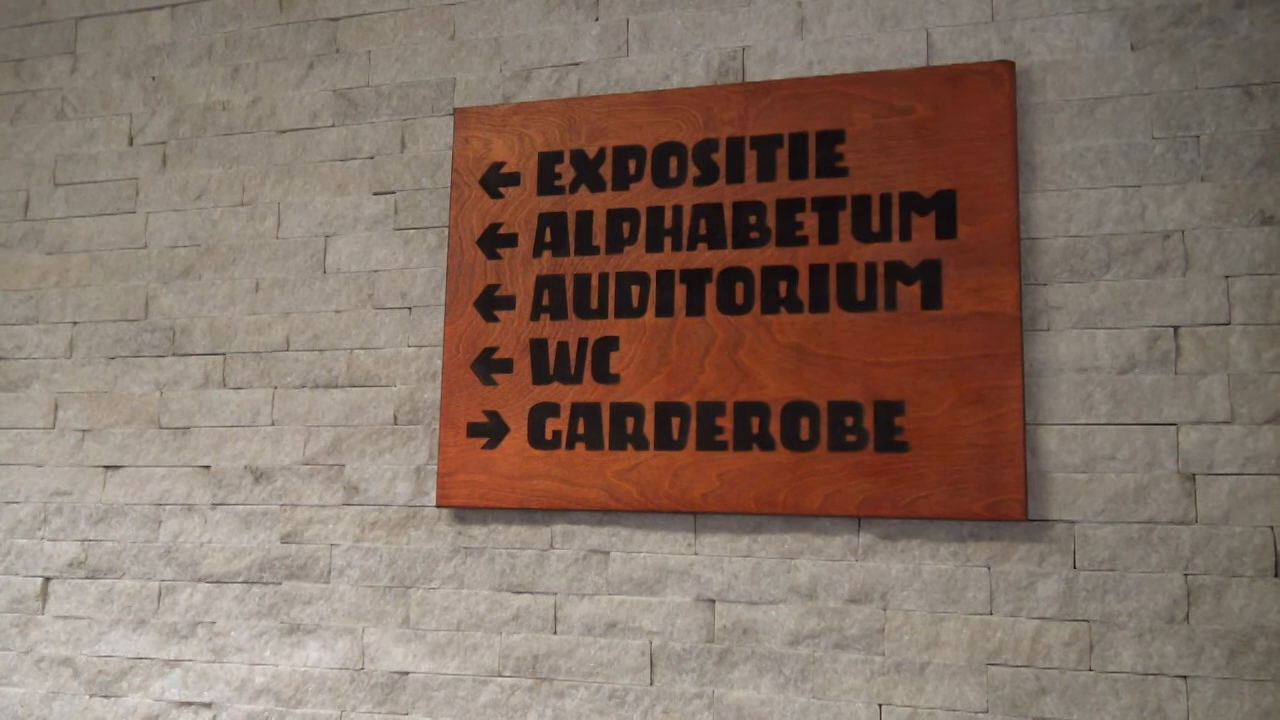 ← EXPOSITIE
← ALPHABETUM
← AUDITORIUM
← WC
→ GARDEROBE